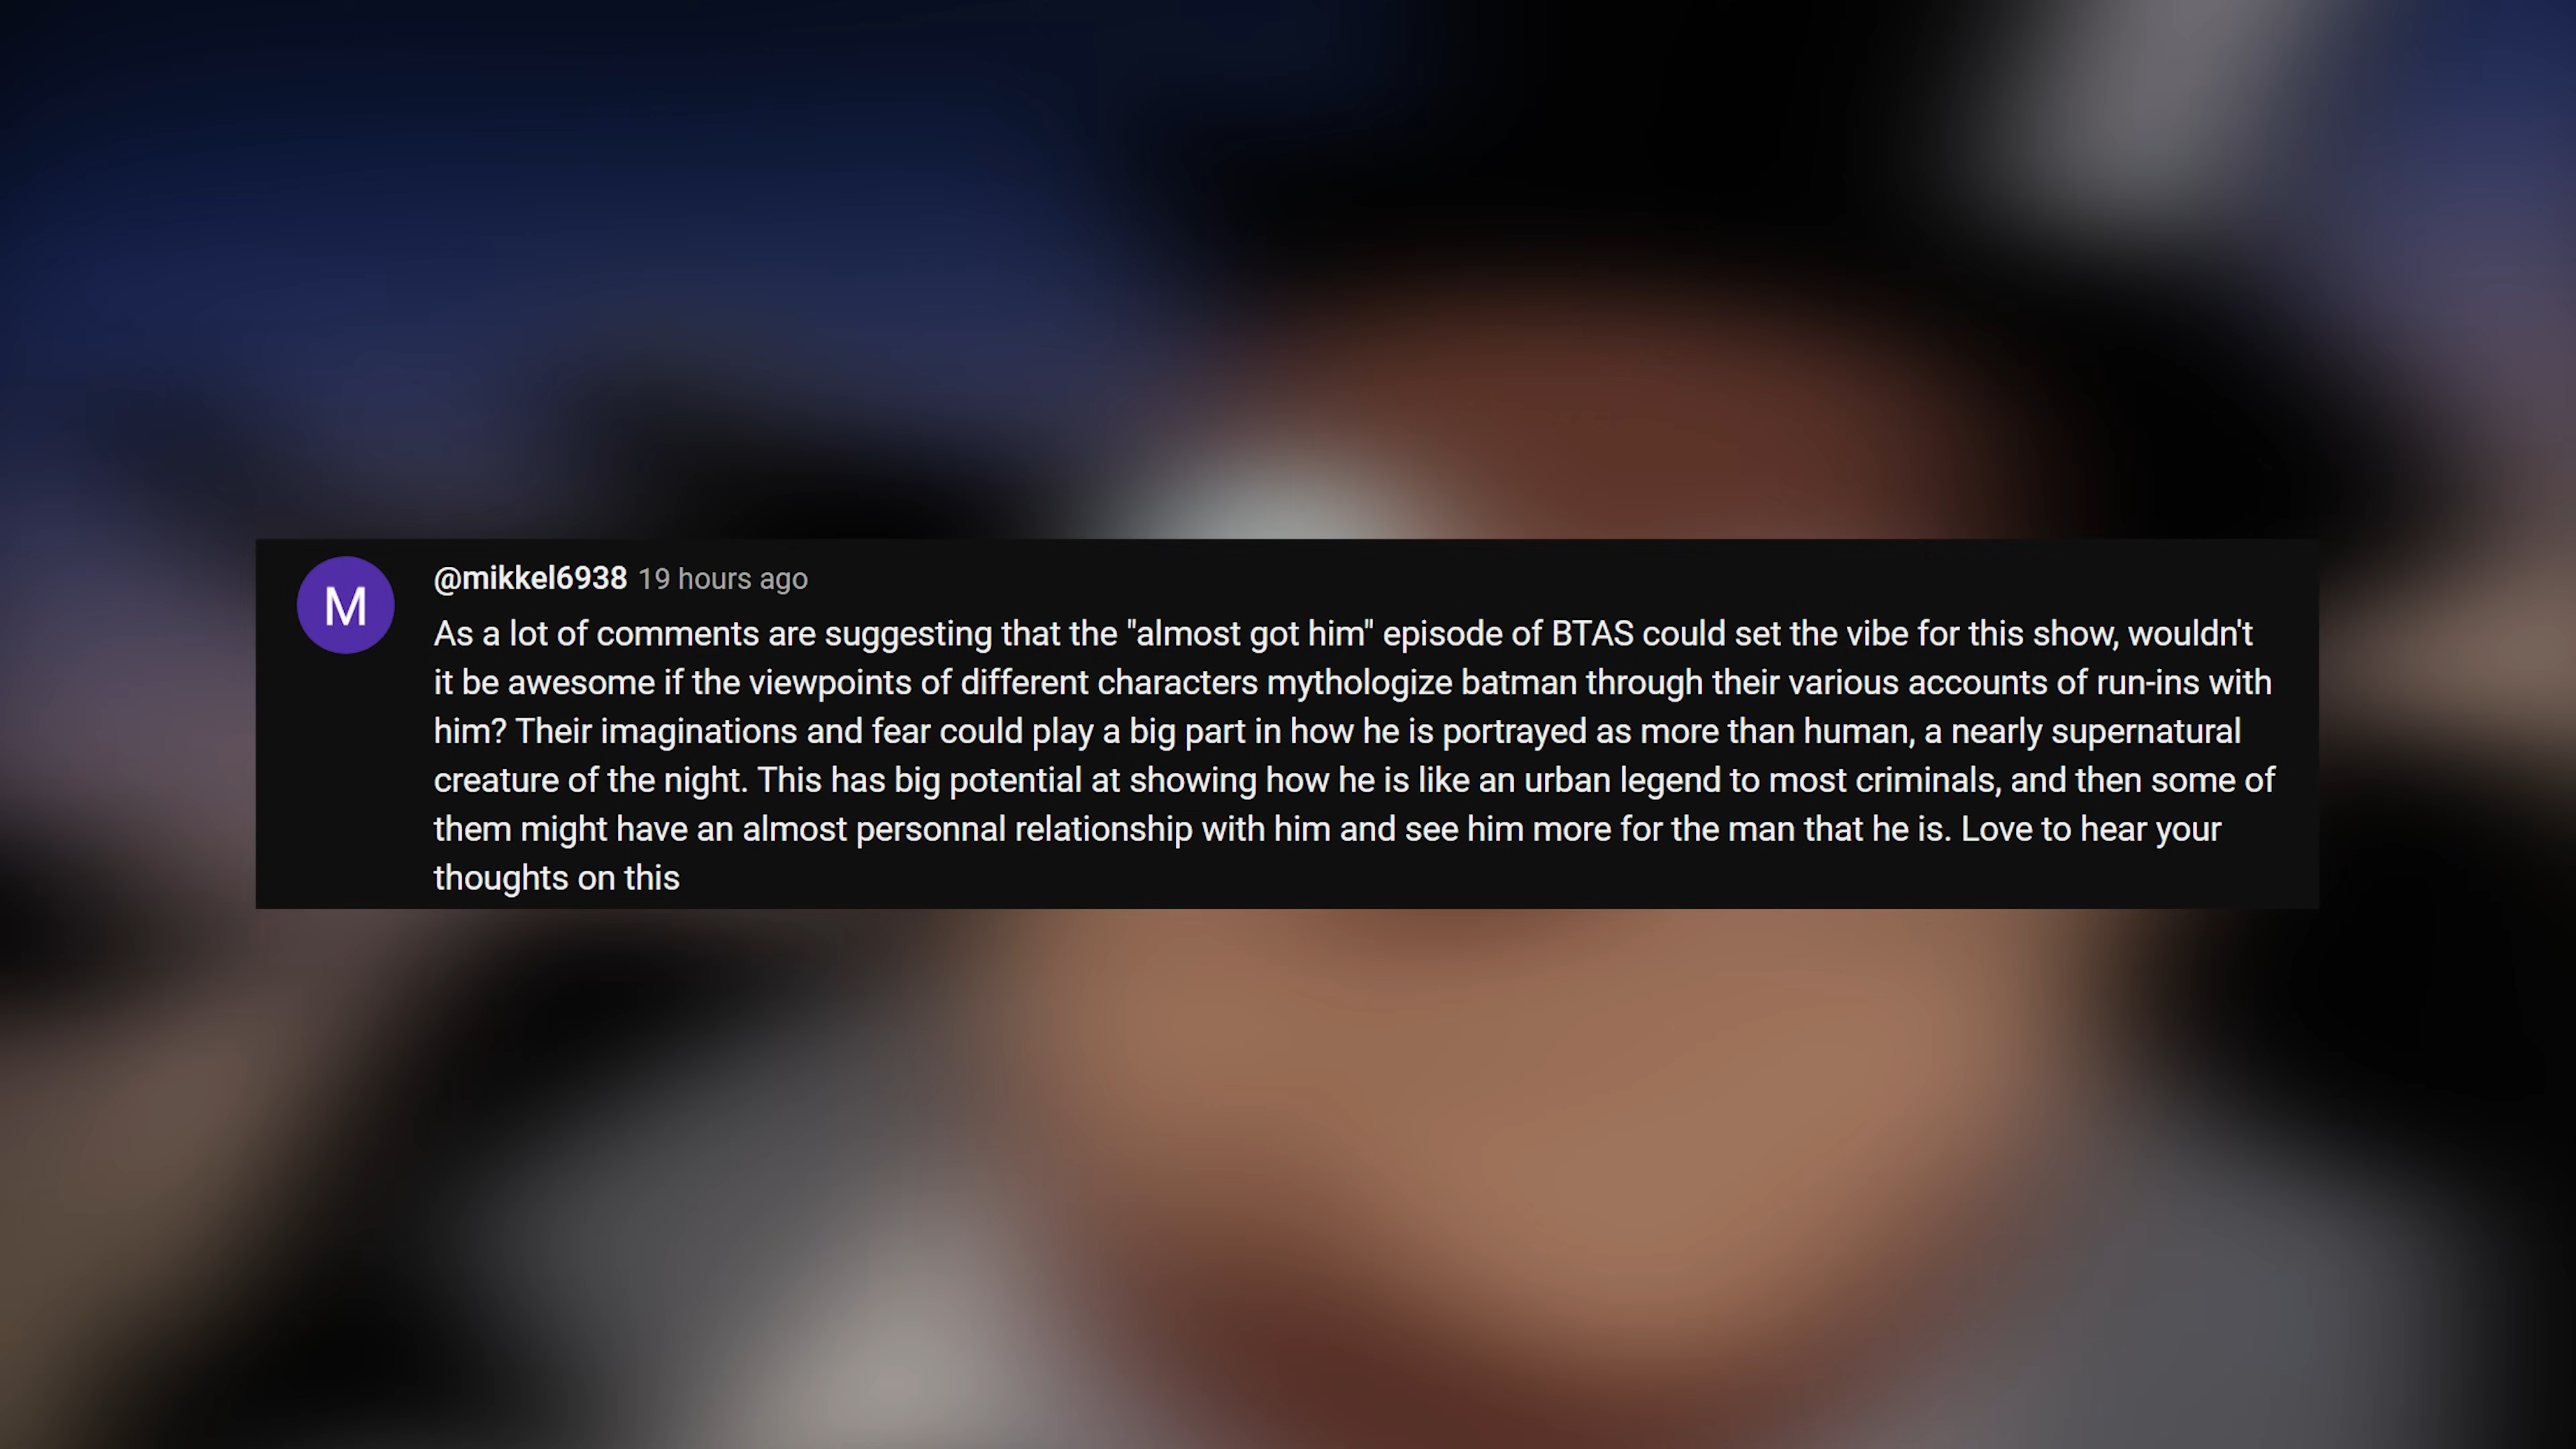 M
@mikkel6938 19 hours ago
As a lot of comments are suggesting that the "almost got him" episode of BTAS could set the vibe for this show, wouldn't
it be awesome if the viewpoints of different characters mythologize batman through their various accounts of run-ins with
him? Their imaginations and fear could play a big part in how he is portrayed as more than human, a nearly supernatural
creature of the night. This has big potential at showing how he is like an urban legend to most criminals, and then some of
them might have an almost personnal relationship with him and see him more for the man that he is. Love to hear your
thoughts on this